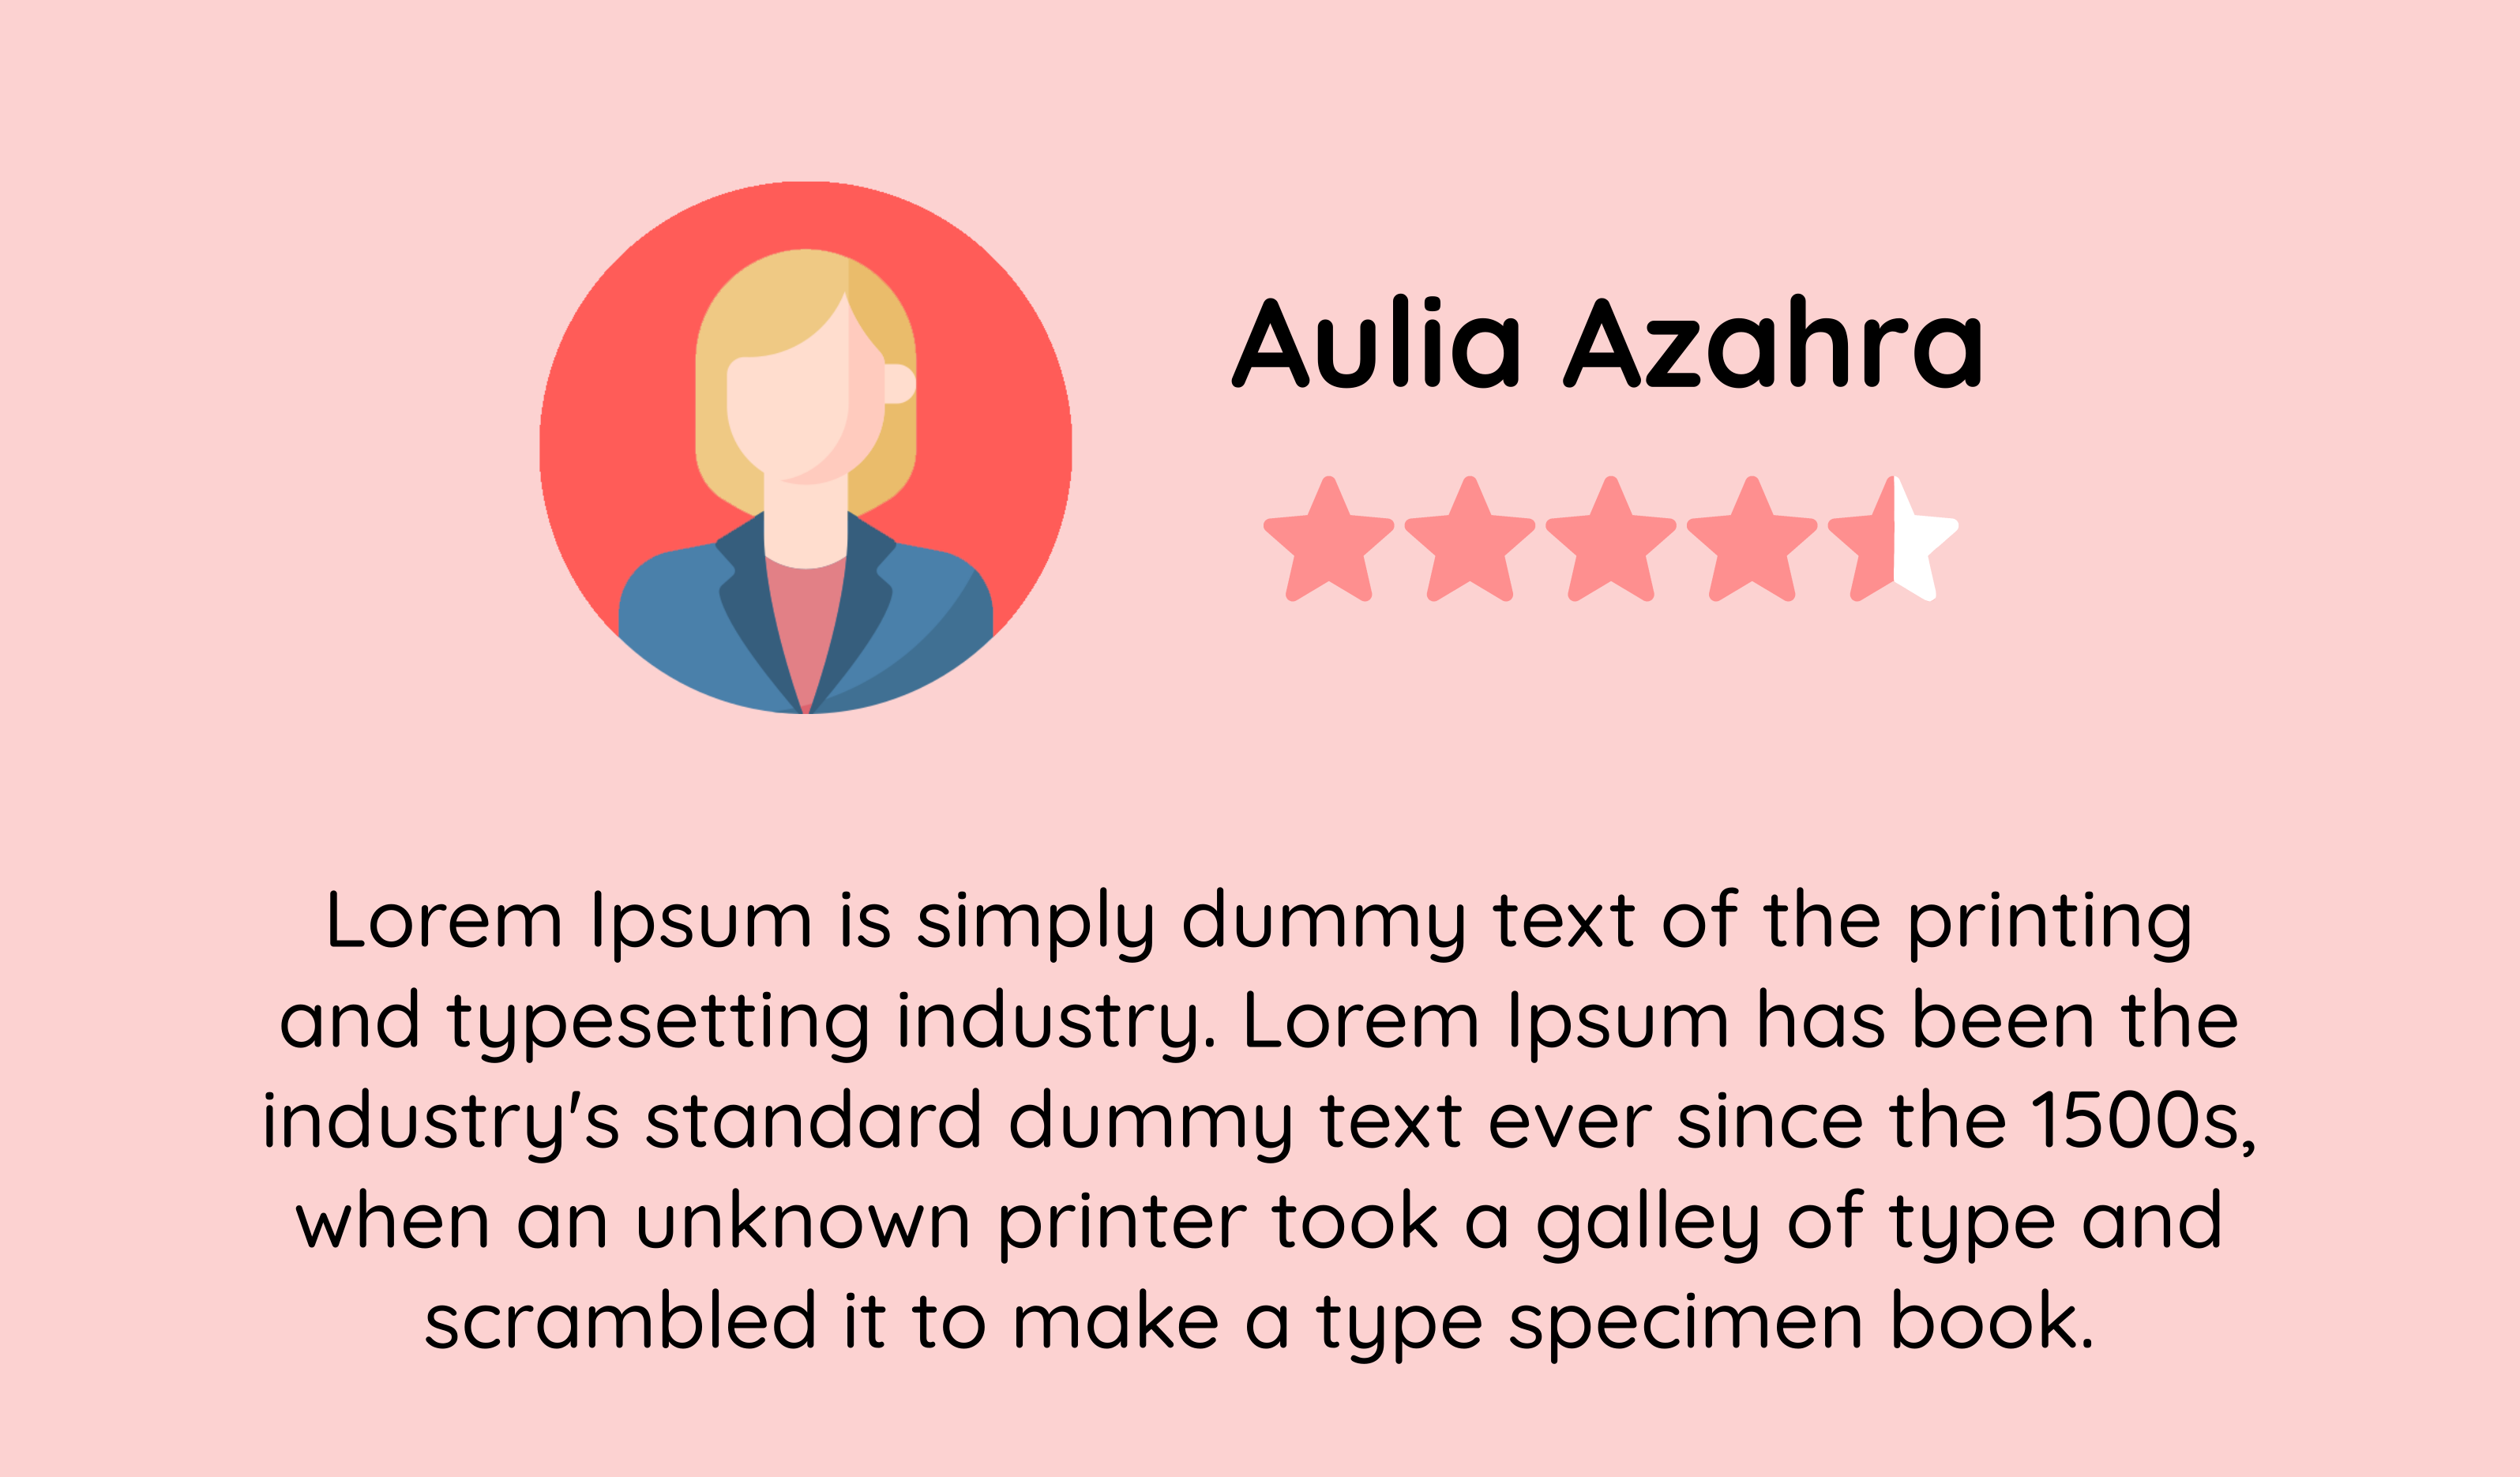 Aulia Azahra
Lorem Ipsum is simply dummy text of the printing
and typesetting industry. Lorem Ipsum has been the
industry's standard dummy text ever since the 1500s,
when an unknown printer took a galley of type and
scrambled it to make a type specimen book.